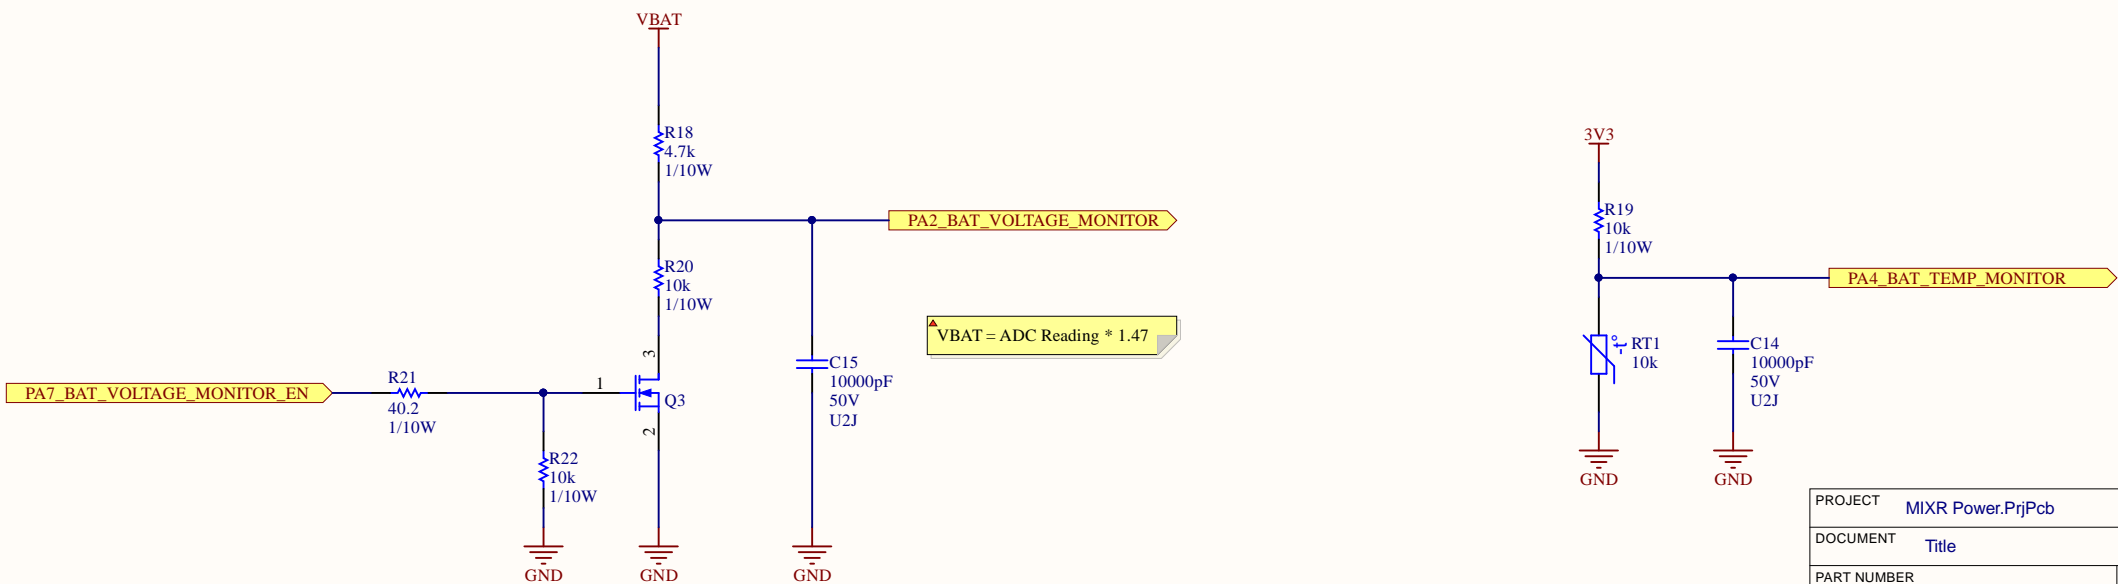 VBAT
R18
4.7k
1/10W
PA2_BAT_VOLTAGE_MONITOR
R20
10k
1/10W
VBAT = ADC Reading * 1.47
3
C15
10000pF
50V
U2J
PA7_BAT_VOLTAGE_MONITOR_EN
R21
40.2
1/10W
1
Q3
2
R22
10k
1/10W
GND
GND
GND
3V3
R19
10k
1/10W
PA4_BAT_TEMP_MONITOR
-t°
RT1
10k
C14
10000pF
50V
U2J
GND
GND
PROJECT MIXR Power.PrjPcb
DOCUMENT Title
PART NUMBER